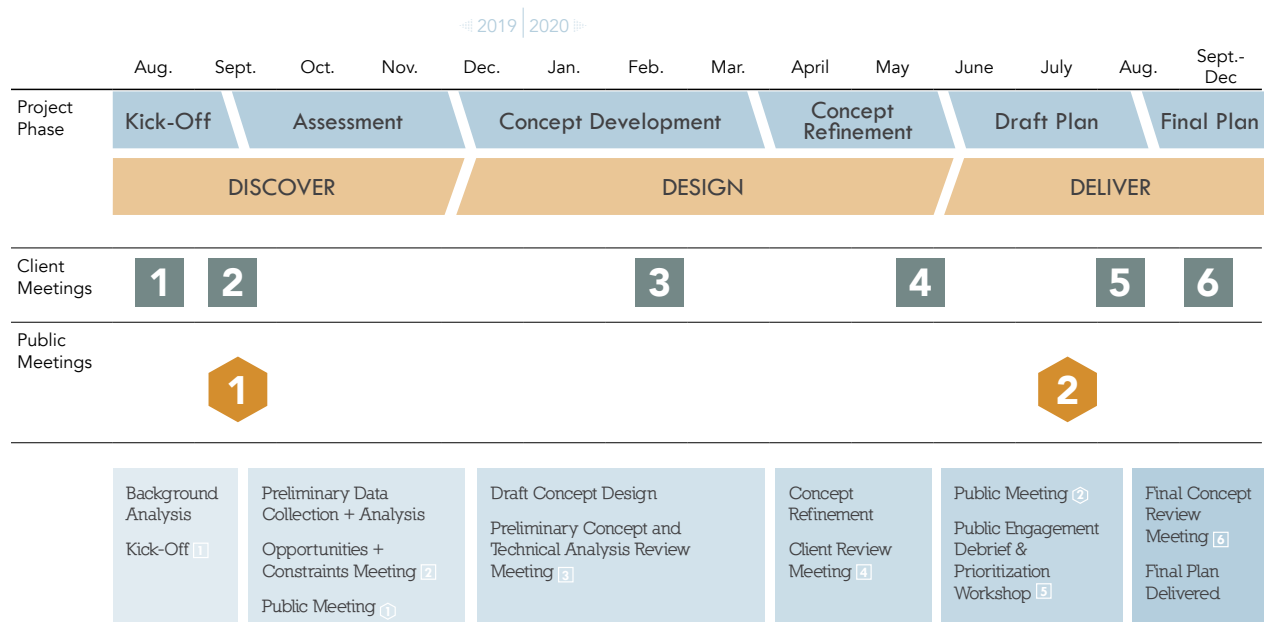 2019 2020
Aug. Sept. Oct. Nov. Dec. Jan. Feb. Mar. April May June July Aug. Sept.-
Dec
Project
Phase
Kick-Off Assessment Concept Development Concept
Refinement Draft Plan Final Plan
DISCOVER DESIGN DELIVER
Client
Meetings
1 2 3 4 5 6
Public
Meetings
1 2
Background
Analysis
Kick-Off 1
Preliminary Data
Collection + Analysis
Opportunities +
Constraints Meeting 2
Public Meeting 1
Draft Concept Design
Preliminary Concept and
Technical Analysis Review
Meeting 3
Concept
Refinement
Client Review
Meeting 4
Public Meeting 2
Public Engagement
Debrief &
Prioritization
Workshop 5
Final Concept
Review
Meeting 6
Final Plan
Delivered